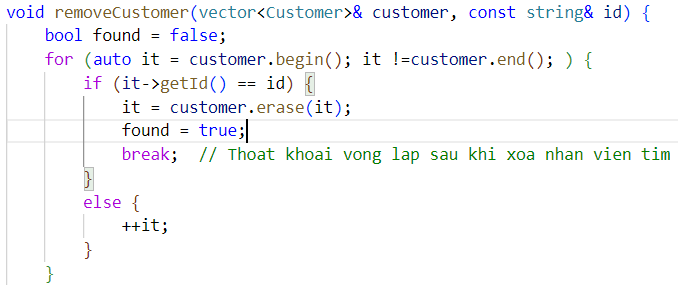 void removeCustomer(vector<Customer>& customer, const string& id) {
    bool found = false;
    for (auto it = customer.begin(); it !=customer.end(); ) {
        if (it->getId() == id) {
            it = customer.erase(it);
            found = true;
            break;  // Thoat khoai vong lap sau khi xoa nhan vien tim
        }
        else {
            ++it;
        }
    }